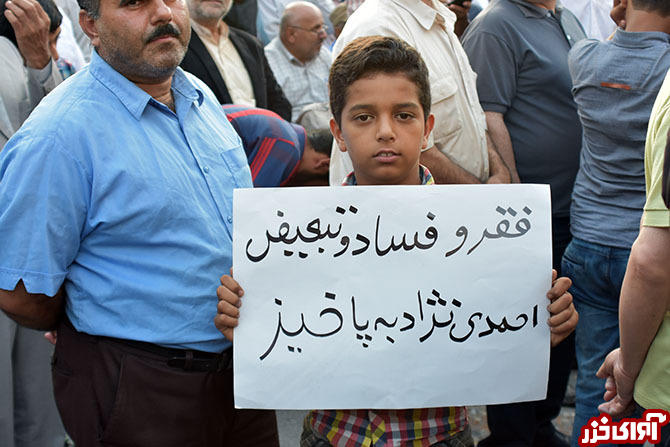 فقر و فساد و تبعیض
احمدی نژاد به پا خیز
آوای خزر